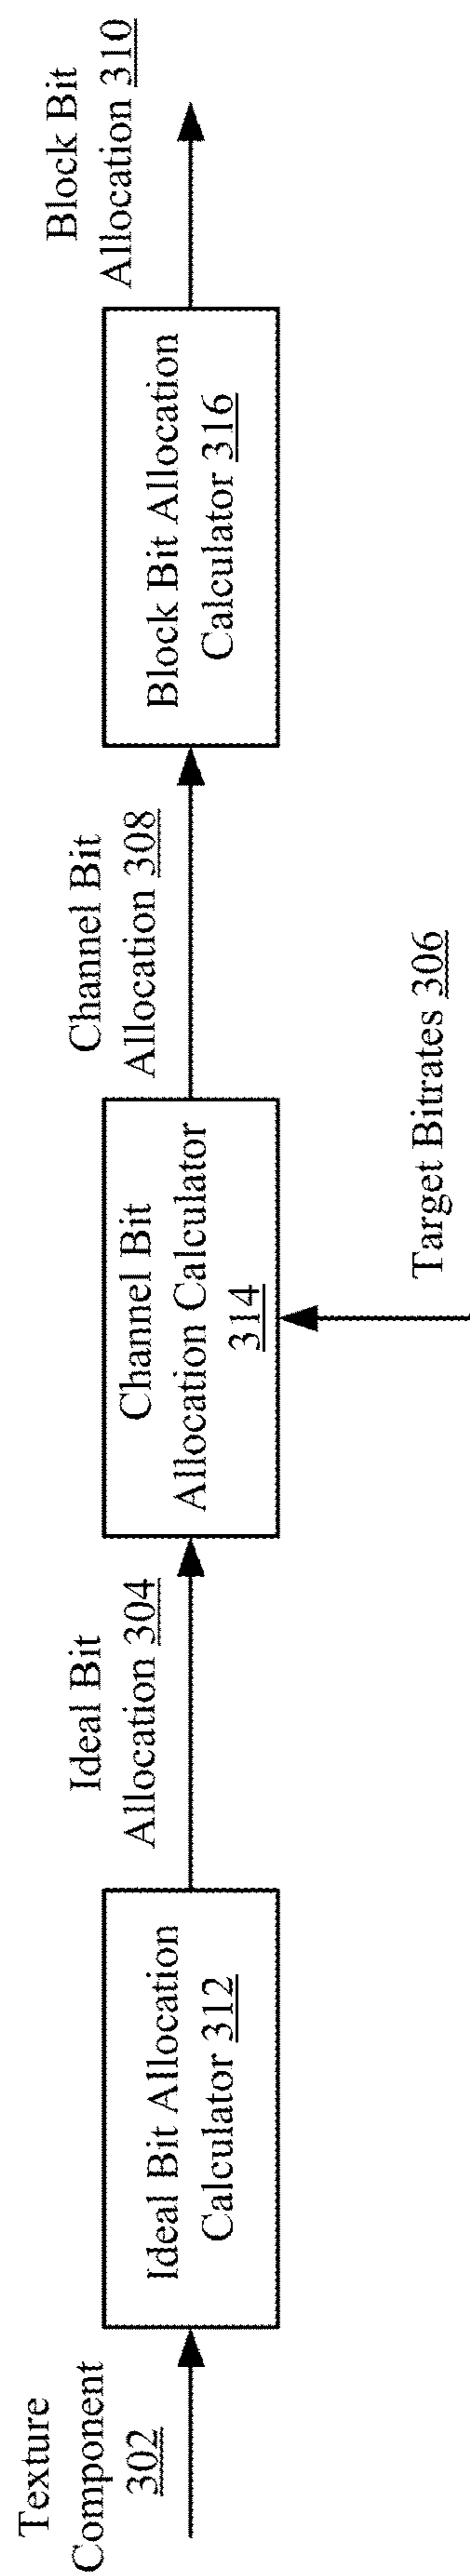 Texture
Component
302
Ideal Bit Allocation
Calculator 312
Ideal Bit
Allocation 304
Channel Bit
Allocation Calculator
314
Target Bitrates 306
Channel Bit
Allocation 308
Block Bit Allocation
Calculator 316
Block Bit
Allocation 310